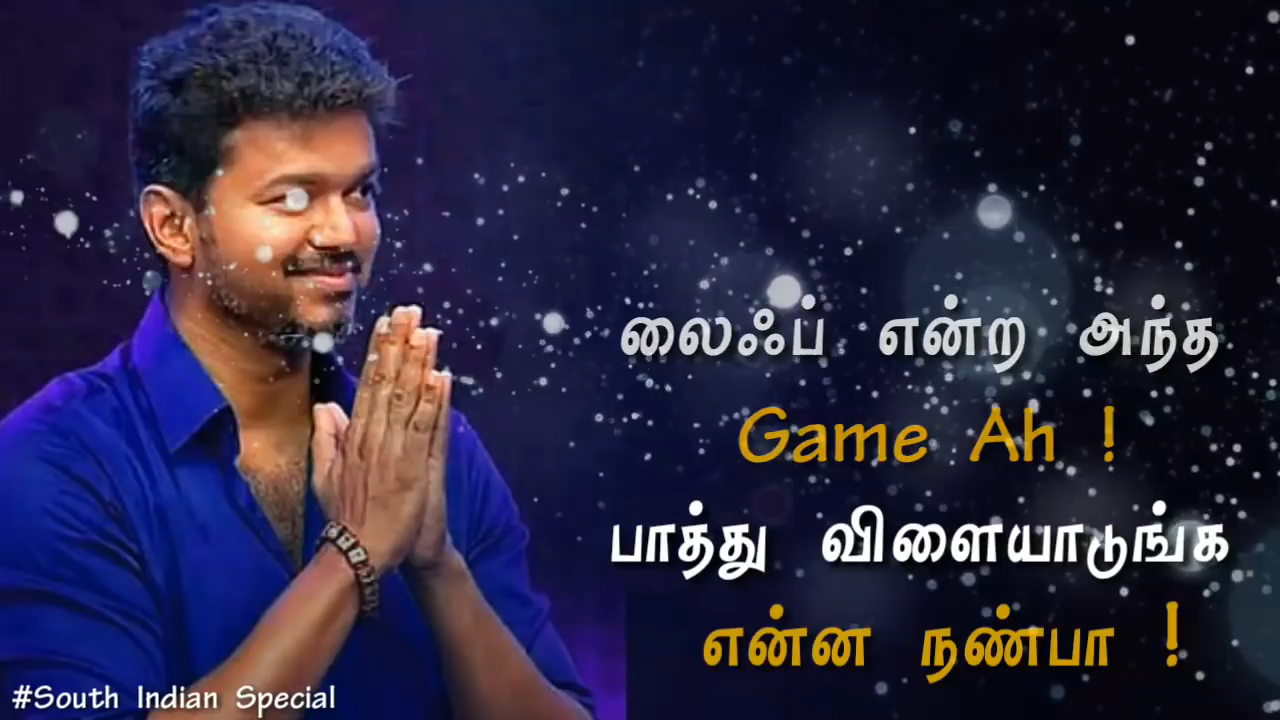 லைஃப் என்ற அந்த
Game Ah !
பாத்து விளையாடுங்க
என்ன நண்பா !
#South Indian Special